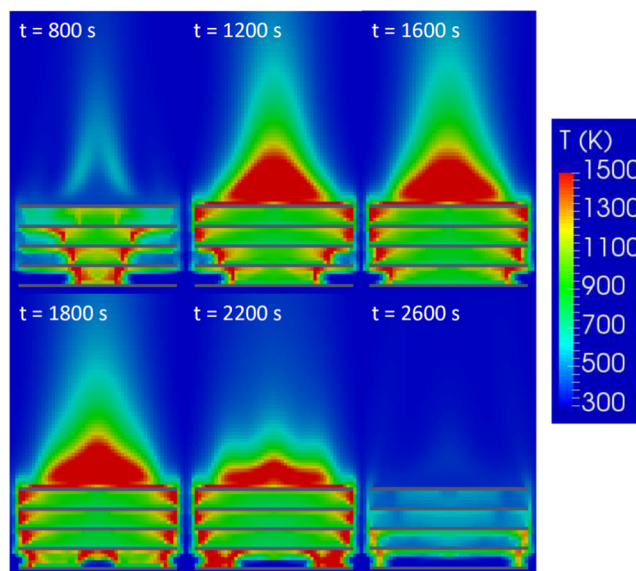 t = 800 s
t = 1200 s
t = 1600 s
T (K)
1500
1300
1100
900
700
500
300
t = 1800 s
t = 2200 s
t = 2600 s